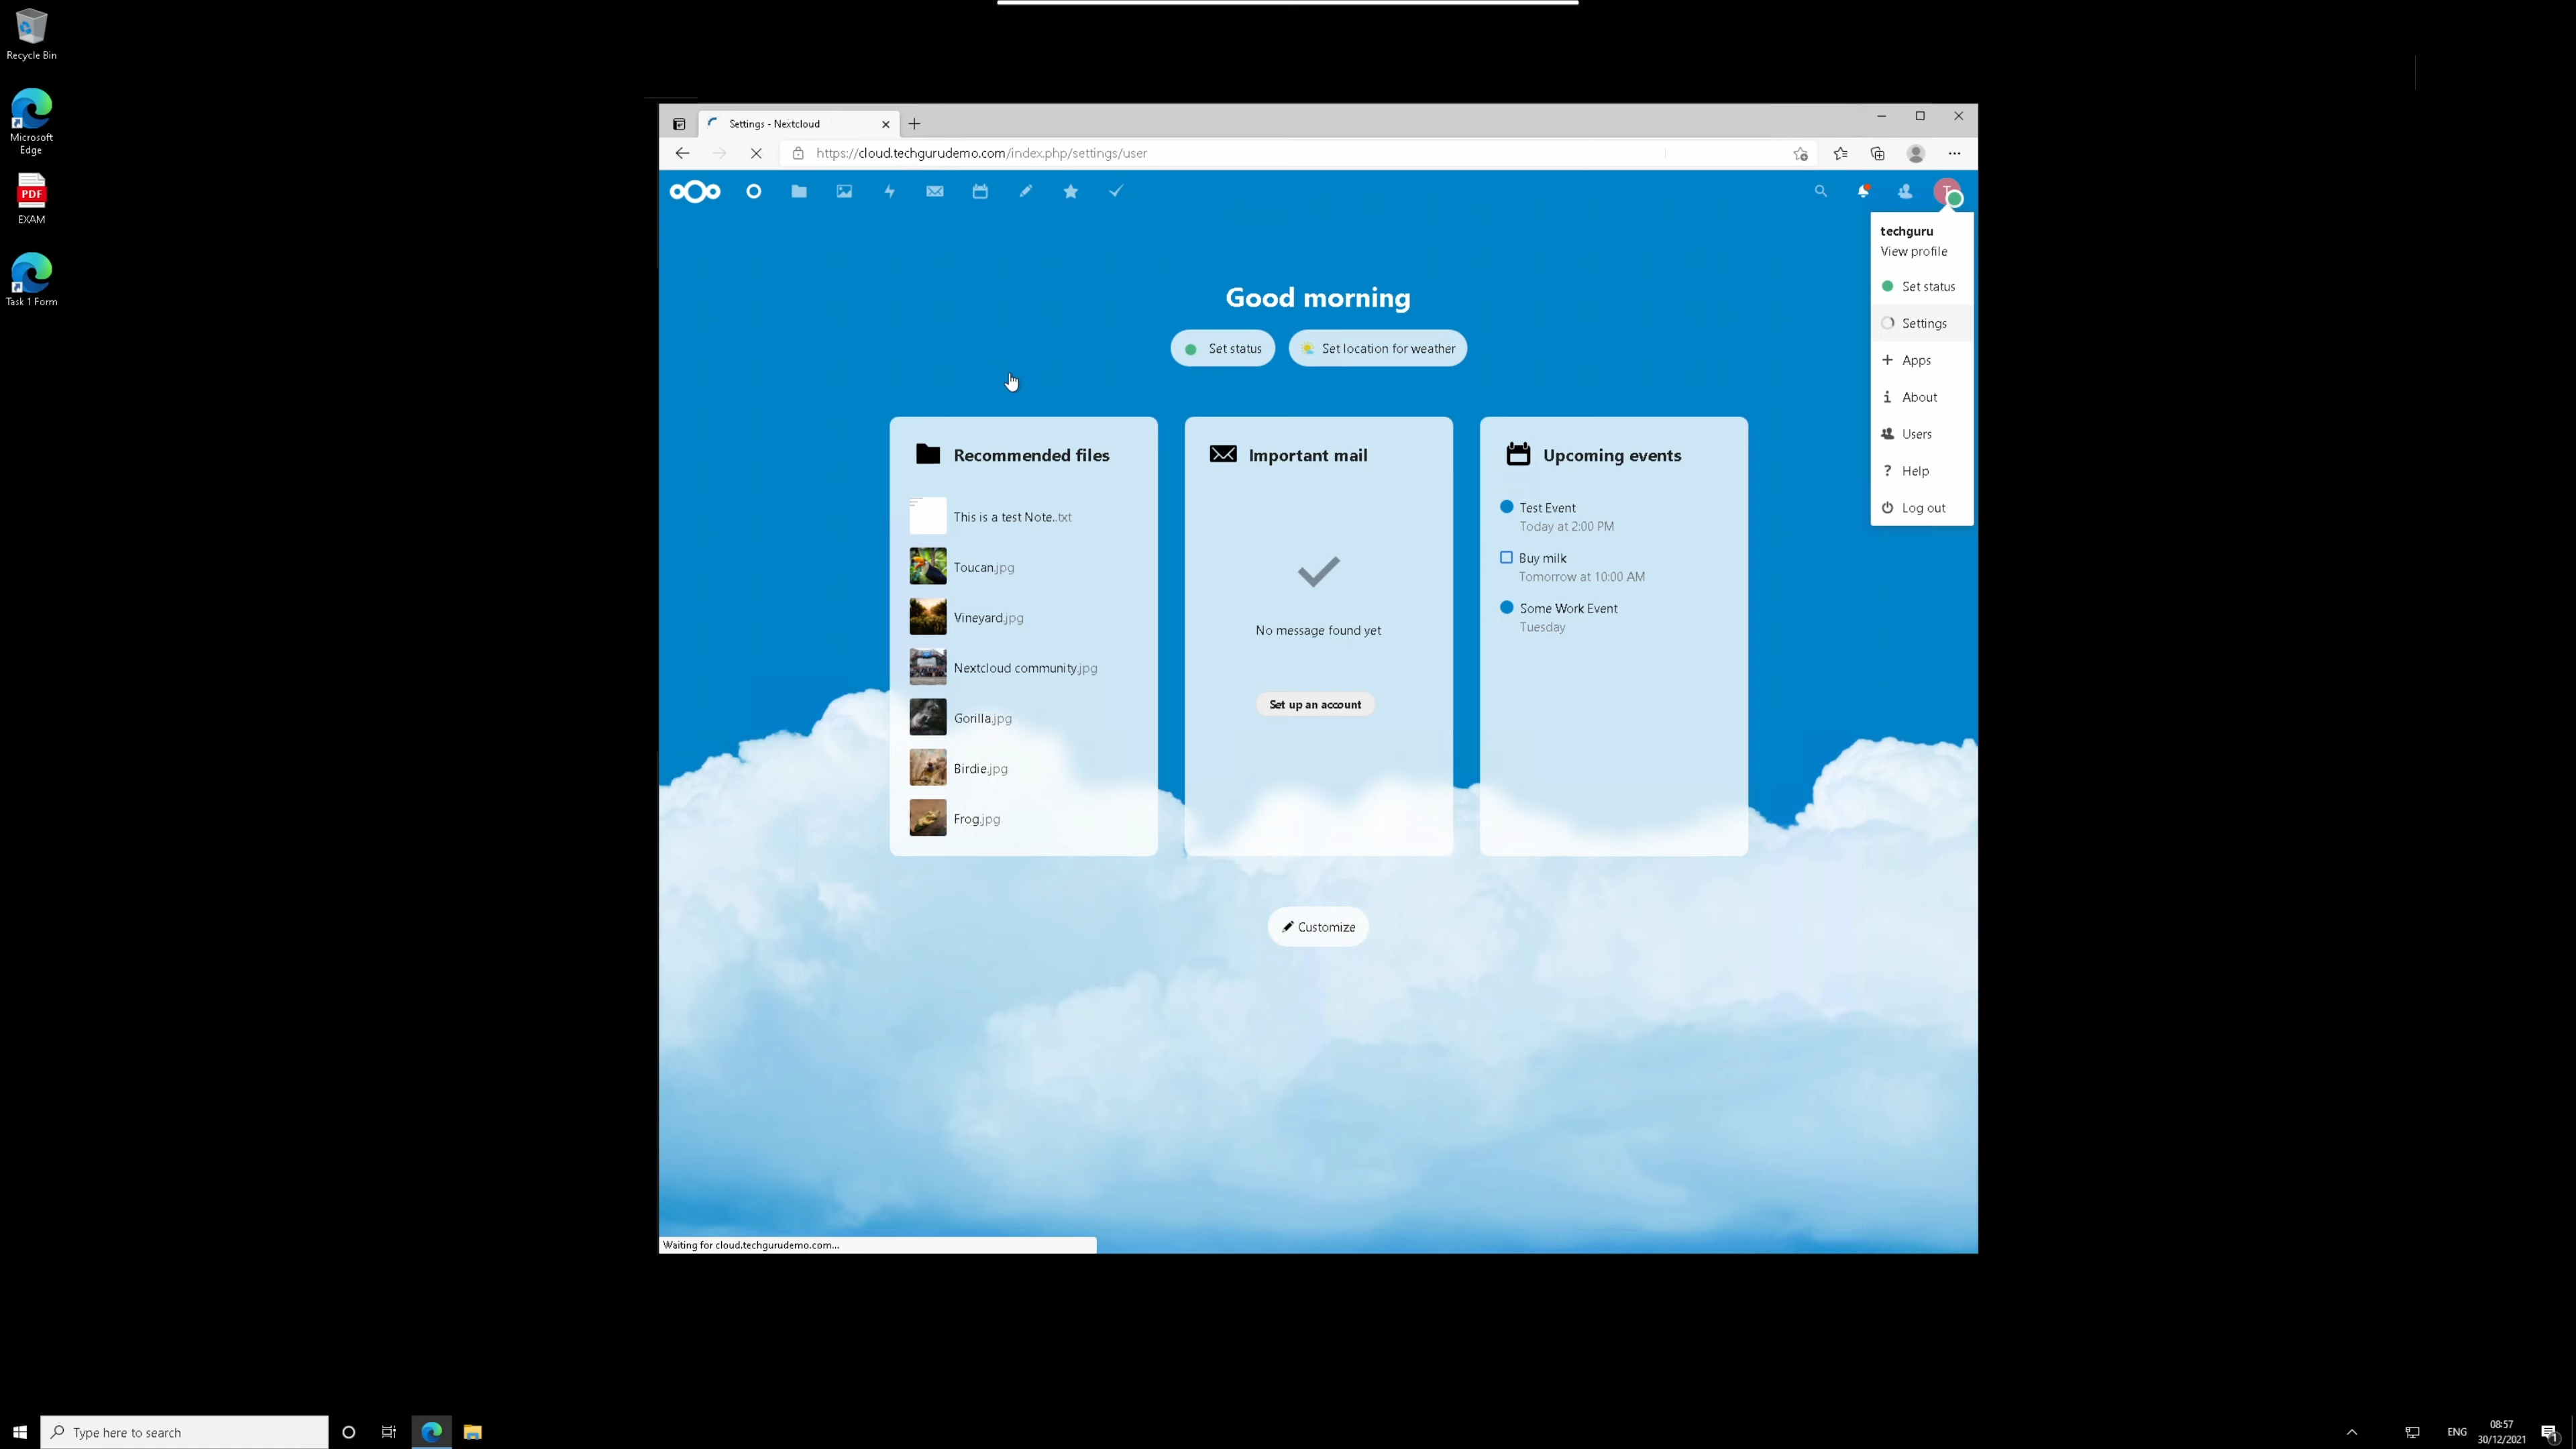 Recycle Bin
Microsoft
Edge
PDF
EXAM
Task 1 Form
Settings - Nextcloud
https://cloud.techgurudemo.com/index.php/settings/user
T
techguru
View profile
Set status
Settings
Apps
About
Users
Help
Log out
Good morning
Set status
Set location for weather
Recommended files
This is a test Note..txt
Toucan.jpg
Vineyard.jpg
Nextcloud community.jpg
Gorilla.jpg
Birdie.jpg
Frog.jpg
Important mail
No message found yet
Set up an account
Upcoming events
Test Event
Today at 2:00 PM
Buy milk
Tomorrow at 10:00 AM
Some Work Event
Tuesday
Customize
Waiting for cloud.techgurudemo.com...
Type here to search
ENG
08:57
30/12/2021
1